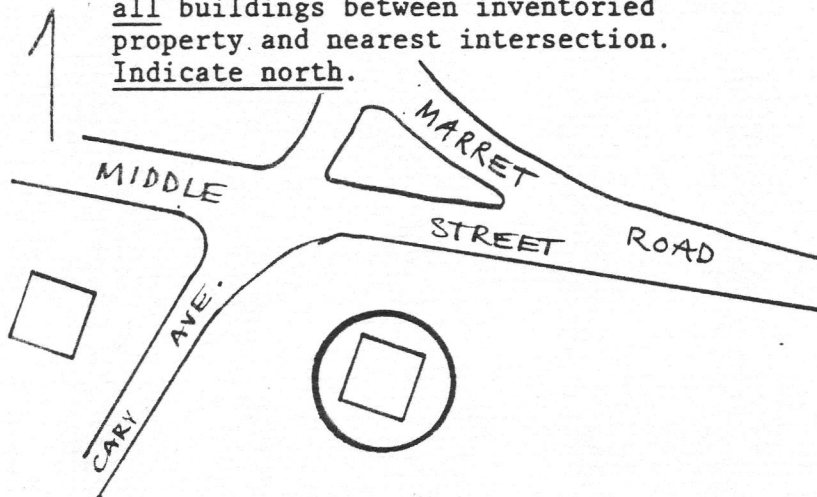 all buildings between inventoried
property and nearest intersection.
Indicate north.
MARRET
MIDDLE
STREET ROAD
AVE.
CARY